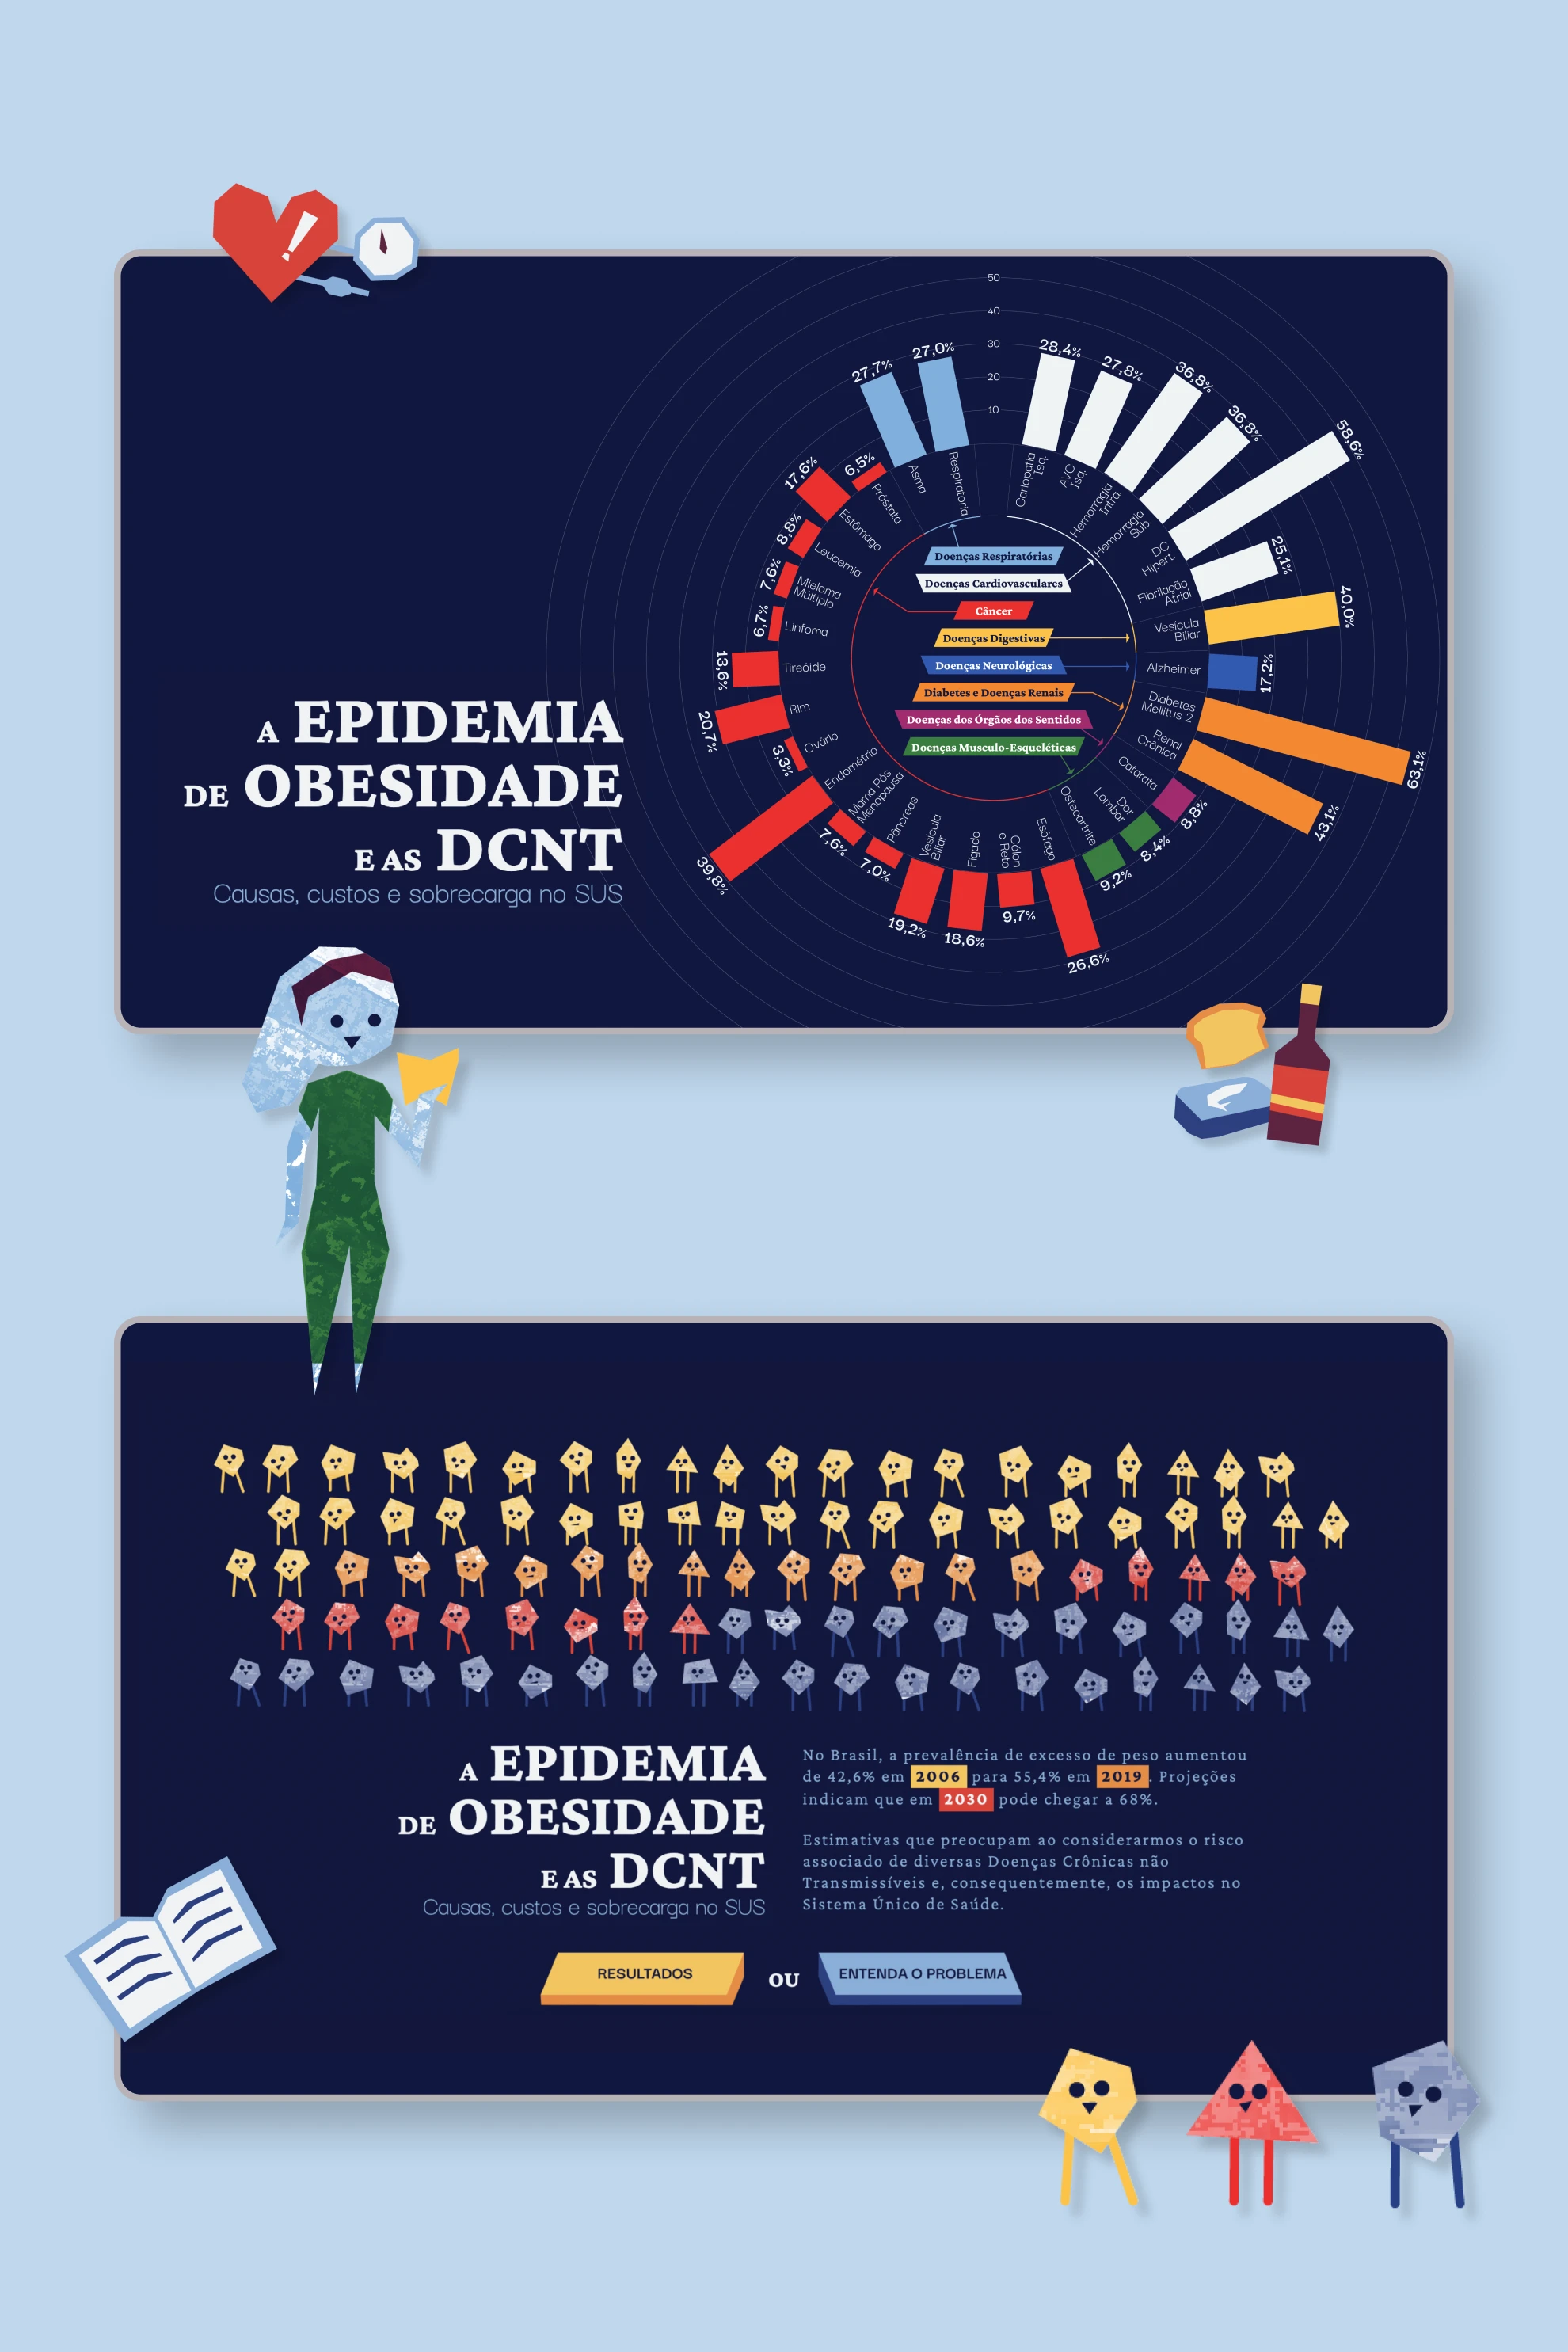 50
40
30
20
10
28,4%
Cariopatia
Isq.
27,8%
AVC
Isq.
36,8%
Hemorragia
Intra.
36,8%
Hemorragia
Sub.
58,6%
DC
Hipert.
25,1%
Fibrilação
Atrial
40,0%
Vesícula
Biliar
17,2%
Alzheimer
63,1%
Diabetes
Mellitus 2
43,1%
Renal
Crônica
8,8%
Catarata
8,4%
Dor
Lombar
9,2%
Osteoartrite
26,6%
Esôfago
9,7%
Cólon
e Reto
18,6%
Fígado
19,2%
Vesícula
Biliar
7,0%
Pâncreas
7,6%
Mama Pós
Menopausa
39,8%
Endométrio
3,3%
Ovário
20,7%
Rim
13,6%
Tireóide
6,7%
Linfoma
7,6%
Mieloma
Múltiplo
8,8%
Leucemia
17,6%
Estômago
6,5%
Próstata
27,7%
Asma
27,0%
Respiratória
Doenças Respiratórias
Doenças Cardiovasculares
Câncer
Doenças Digestivas
Doenças Neurológicas
Diabetes e Doenças Renais
Doenças dos Órgãos dos Sentidos
Doenças Musculo-Esqueléticas
A EPIDEMIA
DE OBESIDADE
E AS DCNT
Causas, custos e sobrecarga no SUS
A EPIDEMIA
DE OBESIDADE
E AS DCNT
Causas, custos e sobrecarga no SUS
No Brasil, a prevalência de excesso de peso aumentou
de 42,6% em 2006 para 55,4% em 2019. Projeções
indicam que em 2030 pode chegar a 68%.
Estimativas que preocupam ao considerarmos o risco
associado de diversas Doenças Crônicas não
Transmissíveis e, consequentemente, os impactos no
Sistema Único de Saúde.
RESULTADOS
OU
ENTENDA O PROBLEMA